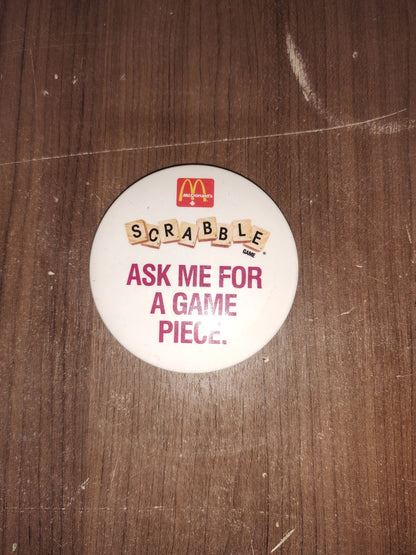 McDonald's
SCRABBLE
GAME ®
ASK ME FOR
A GAME
PIECE.